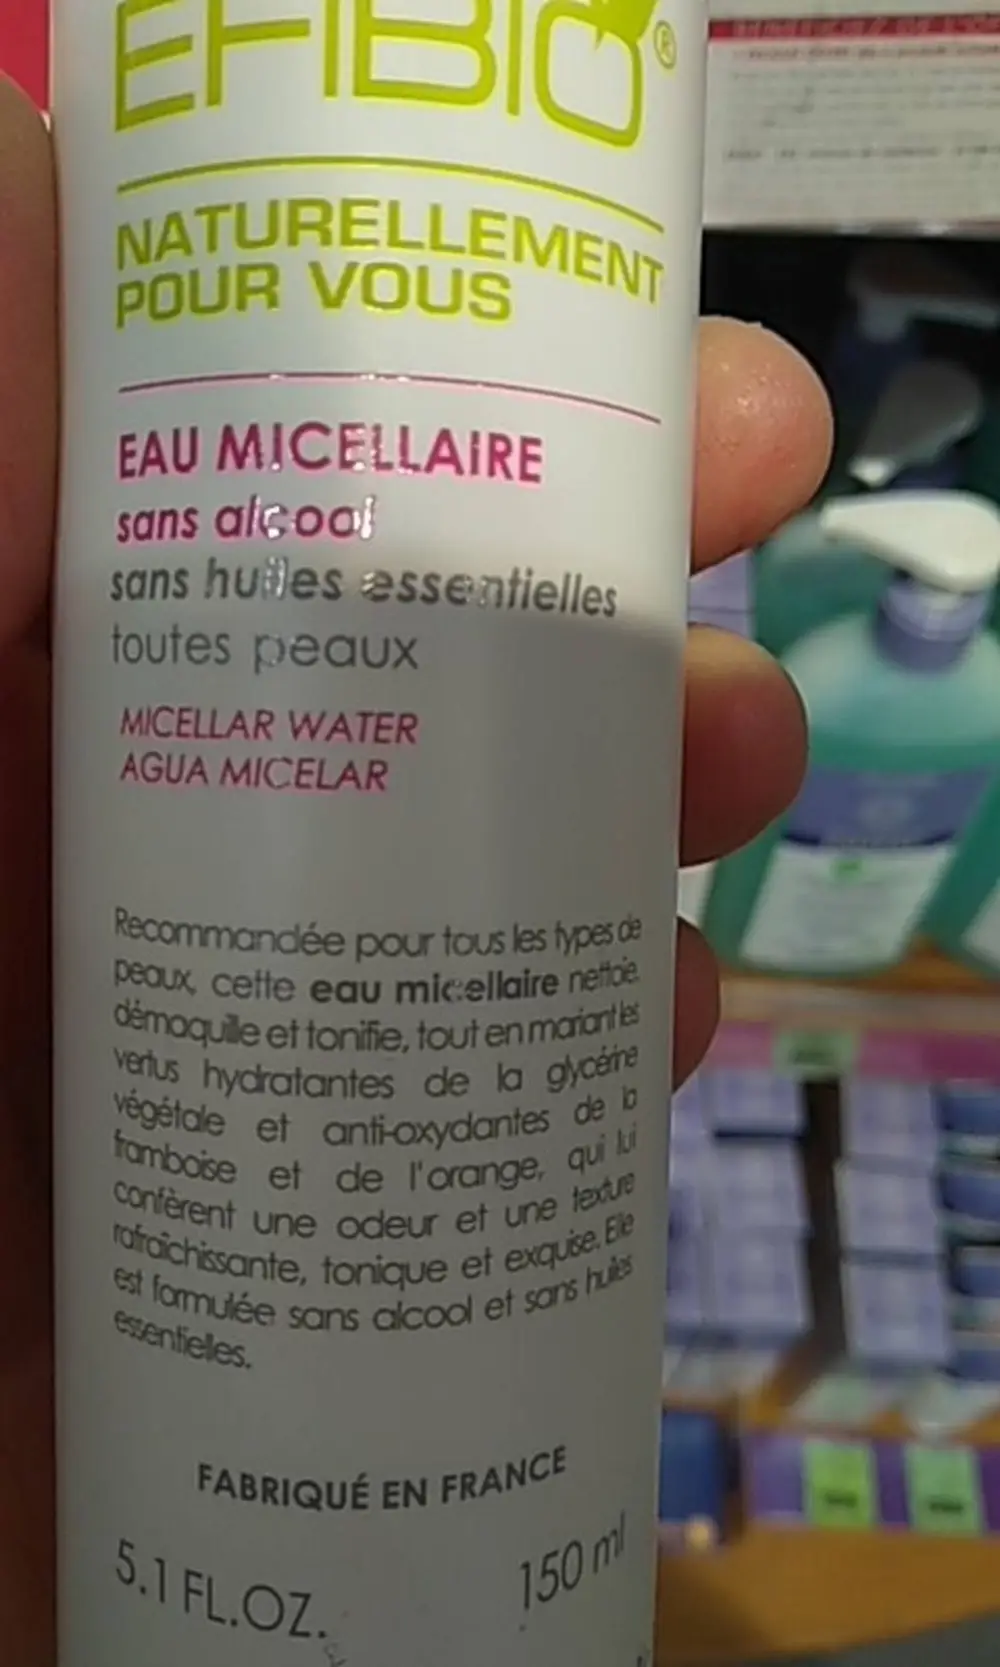 EFFIBIO®
NATURELLEMENT
POUR VOUS
EAU MICELLAIRE
sans alcool
sans huiles essentielles
toutes peaux
MICELLAR WATER
AGUA MICELAR
Recommandée pour tous les types de
peaux, cette eau micellaire nettoie,
démaquille et tonifie, tout en mariant les
vertus hydratantes de la glycérine
végétale et anti-oxydantes de la
framboise et de l'orange, qui lui
confèrent une odeur et une texture
rafraîchissante, tonique et exquise. Elle
est formulée sans alcool et sans huiles
essentielles.
FABRIQUÉ EN FRANCE
5.1 FL.OZ.
150 ml